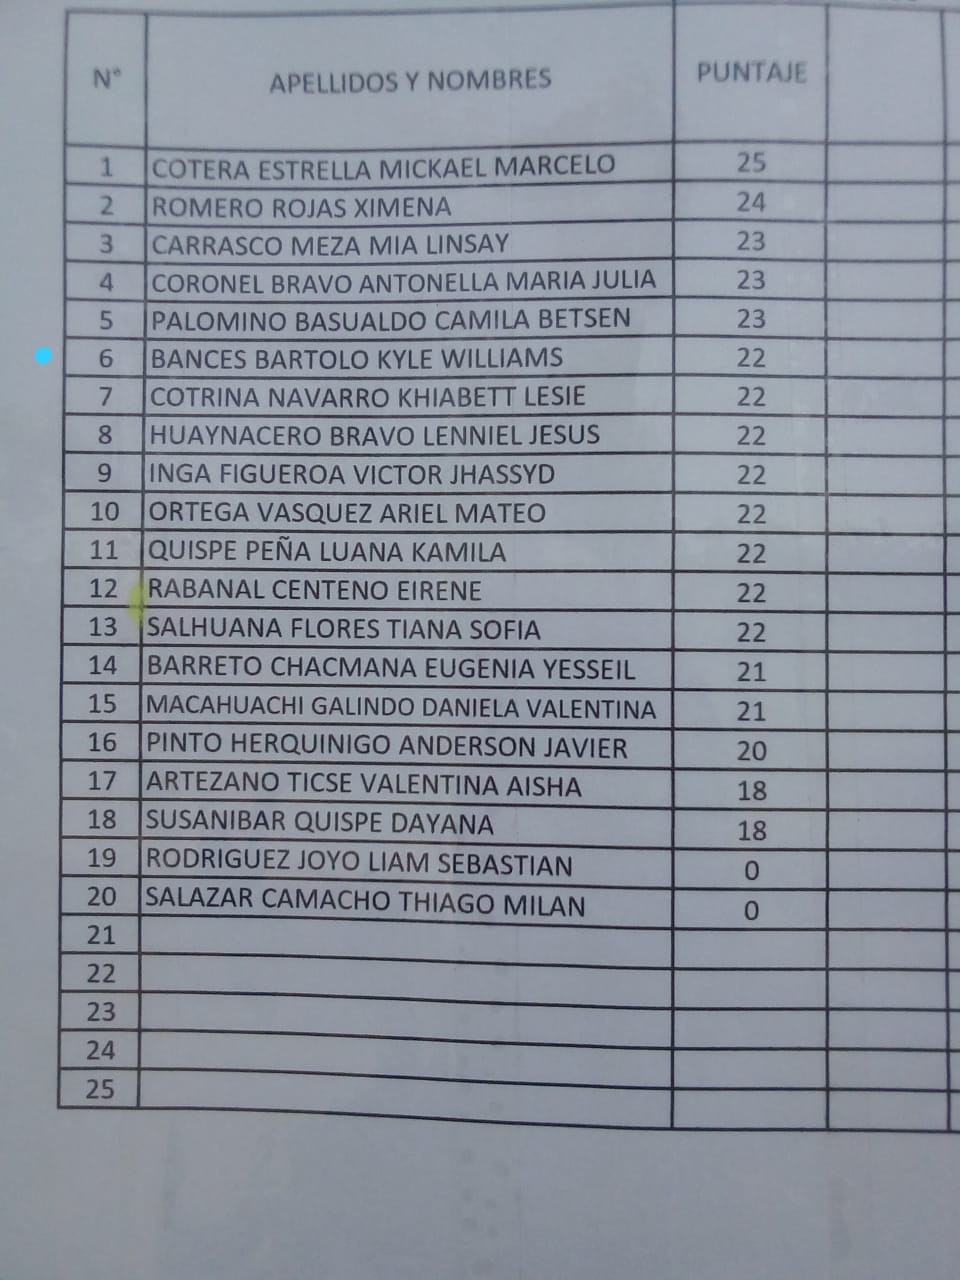 N° APELLIDOS Y NOMBRES PUNTAJE
1 COTERA ESTRELLA MICKAEL MARCELO 25
2 ROMERO ROJAS XIMENA 24
3 CARRASCO MEZA MIA LINSAY 23
4 CORONEL BRAVO ANTONELLA MARIA JULIA 23
5 PALOMINO BASUALDO CAMILA BETSEN 23
6 BANCES BARTOLO KYLE WILLIAMS 22
7 COTRINA NAVARRO KHIABETT LESIE 22
8 HUAYNACERO BRAVO LENNIEL JESUS 22
9 INGA FIGUEROA VICTOR JHASSYD 22
10 ORTEGA VASQUEZ ARIEL MATEO 22
11 QUISPE PEÑA LUANA KAMILA 22
12 RABANAL CENTENO EIRENE 22
13 SALHUANA FLORES TIANA SOFIA 22
14 BARRETO CHACMANA EUGENIA YESSEIL 21
15 MACAHUACHI GALINDO DANIELA VALENTINA 21
16 PINTO HERQUINIGO ANDERSON JAVIER 20
17 ARTEZANO TICSE VALENTINA AISHA 18
18 SUSANIBAR QUISPE DAYANA 18
19 RODRIGUEZ JOYO LIAM SEBASTIAN 0
20 SALAZAR CAMACHO THIAGO MILAN 0
21
22
23
24
25